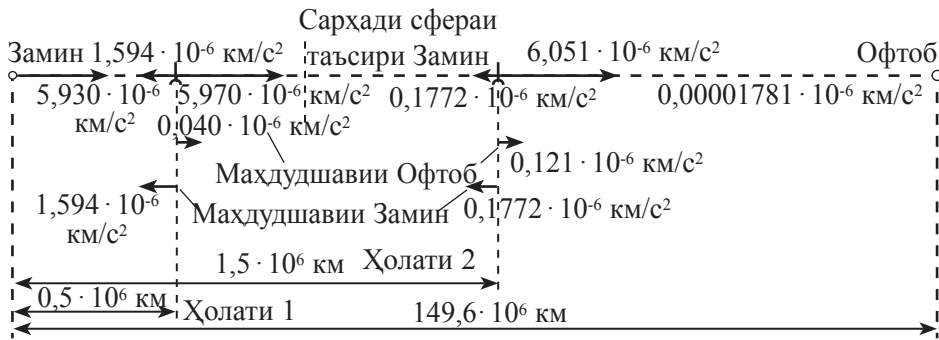 Сарҳади сфераи
Замин 1,594 · 10⁻⁶ км/с² таъсири Замин 6,051 · 10⁻⁶ км/с² Офтоб
5,930 · 10⁻⁶ 5,970 · 10⁻⁶ км/с² 0,1772 · 10⁻⁶ км/с² 0,00001781 · 10⁻⁶ км/с²
км/с² 0,040 · 10⁻⁶ км/с²
Маҳдудшавии Офтоб 0,121 · 10⁻⁶ км/с²
1,594 · 10⁻⁶ Маҳдудшавии Замин 0,1772 · 10⁻⁶ км/с²
км/с²
1,5 · 10⁶ км Ҳолати 2
0,5 · 10⁶ км Ҳолати 1 149,6 · 10⁶ км